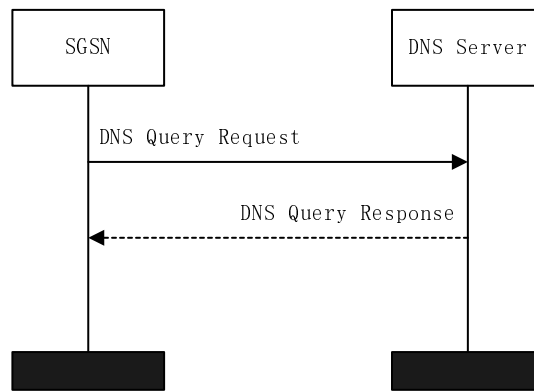 SGSN
DNS Server
DNS Query Request
DNS Query Response